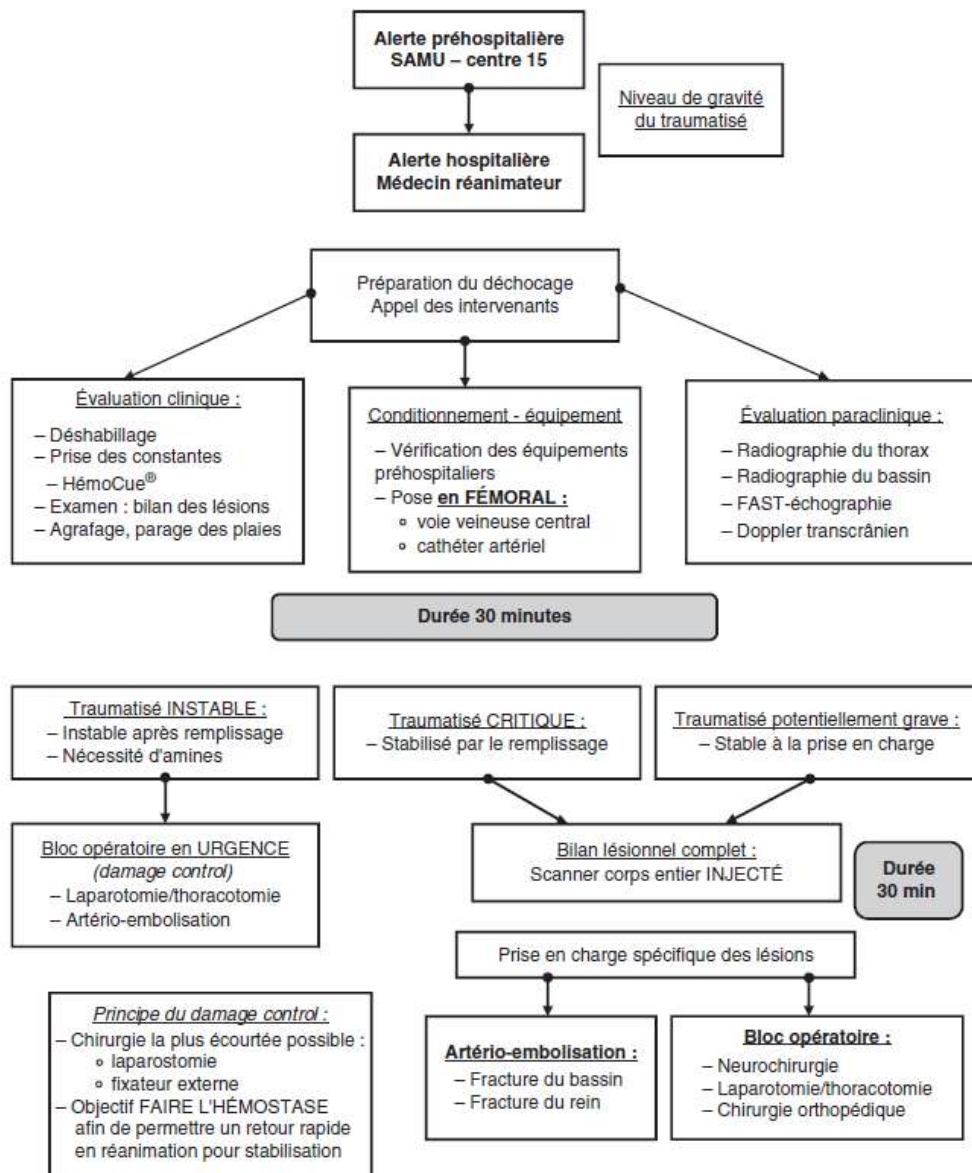 Alerte préhospitalière
SAMU – centre 15
Niveau de gravité
du traumatisé
Alerte hospitalière
Médecin réanimateur
Préparation du déchocage
Appel des intervenants
Évaluation clinique :
– Déshabillage
– Prise des constantes
– HémoCue®
– Examen : bilan des lésions
– Agrafage, parage des plaies
Conditionnement - équipement
– Vérification des équipements
préhospitaliers
– Pose en FÉMORAL :
° voie veineuse central
° cathéter artériel
Évaluation paraclinique :
– Radiographie du thorax
– Radiographie du bassin
– FAST-échographie
– Doppler transcrânien
Durée 30 minutes
Traumatisé INSTABLE :
– Instable après remplissage
– Nécessité d'amines
Traumatisé CRITIQUE :
– Stabilisé par le remplissage
Traumatisé potentiellement grave :
– Stable à la prise en charge
Bloc opératoire en URGENCE
(damage control)
– Laparotomie/thoracotomie
– Artério-embolisation
Bilan lésionnel complet :
Scanner corps entier INJECTÉ
Durée
30 min
Prise en charge spécifique des lésions
Principe du damage control :
– Chirurgie la plus écourtée possible :
° laparostomie
° fixateur externe
– Objectif FAIRE L'HÉMOSTASE
afin de permettre un retour rapide
en réanimation pour stabilisation
Artério-embolisation :
– Fracture du bassin
– Fracture du rein
Bloc opératoire :
– Neurochirurgie
– Laparotomie/thoracotomie
– Chirurgie orthopédique